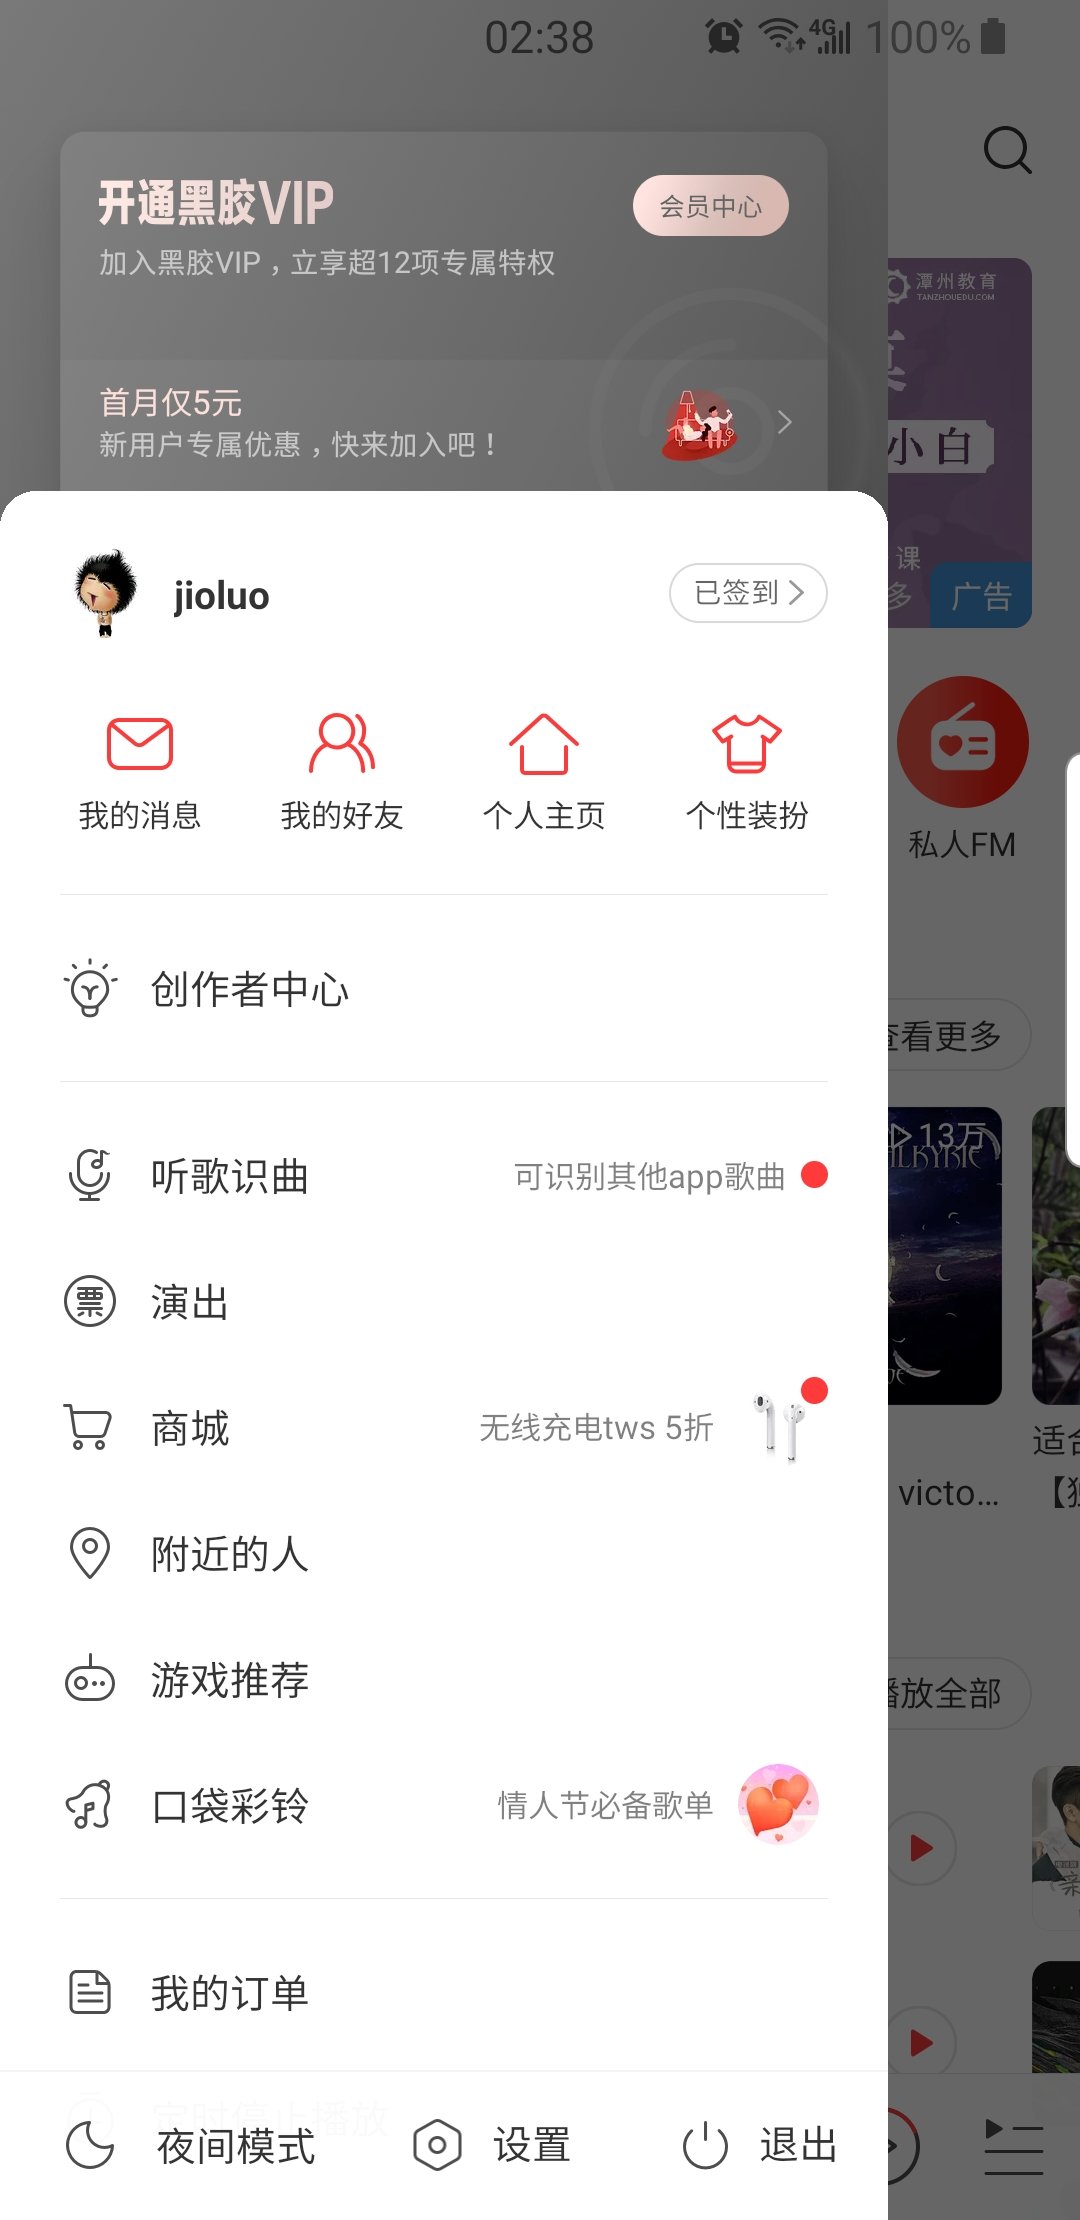 02:38
4G
100%
开通黑胶VIP
会员中心
加入黑胶VIP，立享超12项专属特权
首月仅5元
新用户专属优惠，快来加入吧！
潭州教育
TANZHOUEDU.COM
小白
课
多
广告
jioluo
已签到
我的消息
我的好友
个人主页
个性装扮
私人FM
创作者中心
查看更多
听歌识曲
可识别其他app歌曲
13万
票
演出
商城
无线充电tws 5折
适合
victo...
【独
附近的人
游戏推荐
播放全部
口袋彩铃
情人节必备歌单
我的订单
定时停止播放
夜间模式
设置
退出